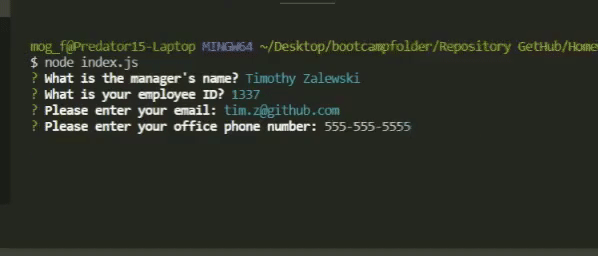 mog_f@Predator15-Laptop MINGW64 ~/Desktop/bootcampfolder/Repository GetHub/Home
$ node index.js
? What is the manager's name? Timothy Zalewski
? What is your employee ID? 1337
? Please enter your email: tim.z@github.com
? Please enter your office phone number: 555-555-5555